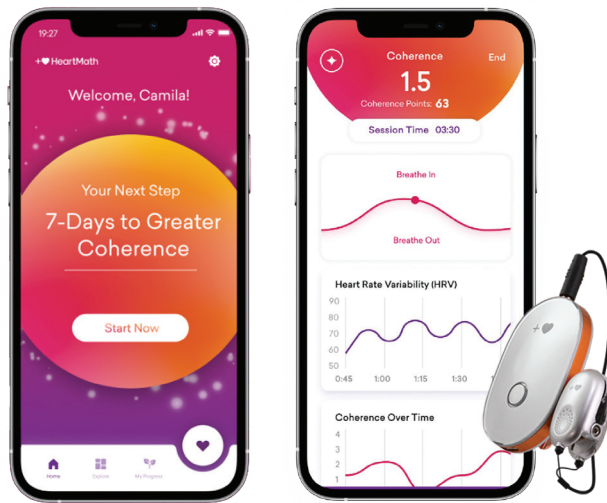 19:27
+♥ HeartMath
Welcome, Camila!
Your Next Step
7-Days to Greater
Coherence
Start Now
Home
Explore
My Progress
Coherence
End
1.5
Coherence Points: 63
Session Time 03:30
Breathe In
Breathe Out
Heart Rate Variability (HRV)
90
80
70
60
50
0:45 1:00 1:15 1:30
Coherence Over Time
4
3
2
1